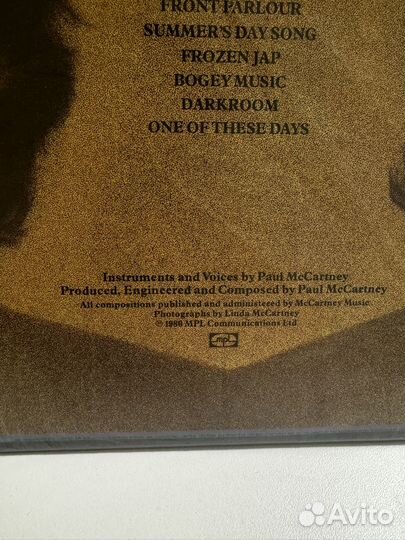 FRONT PARLOUR
SUMMER'S DAY SONG
FROZEN JAP
BOGEY MUSIC
DARKROOM
ONE OF THESE DAYS
Instruments and Voices by Paul McCartney
Produced, Engineered and Composed by Paul McCartney
All compositions published and administered by McCartney Music
Photographs by Linda McCartney
© 1980 MPL Communications Ltd
mpl
Avito